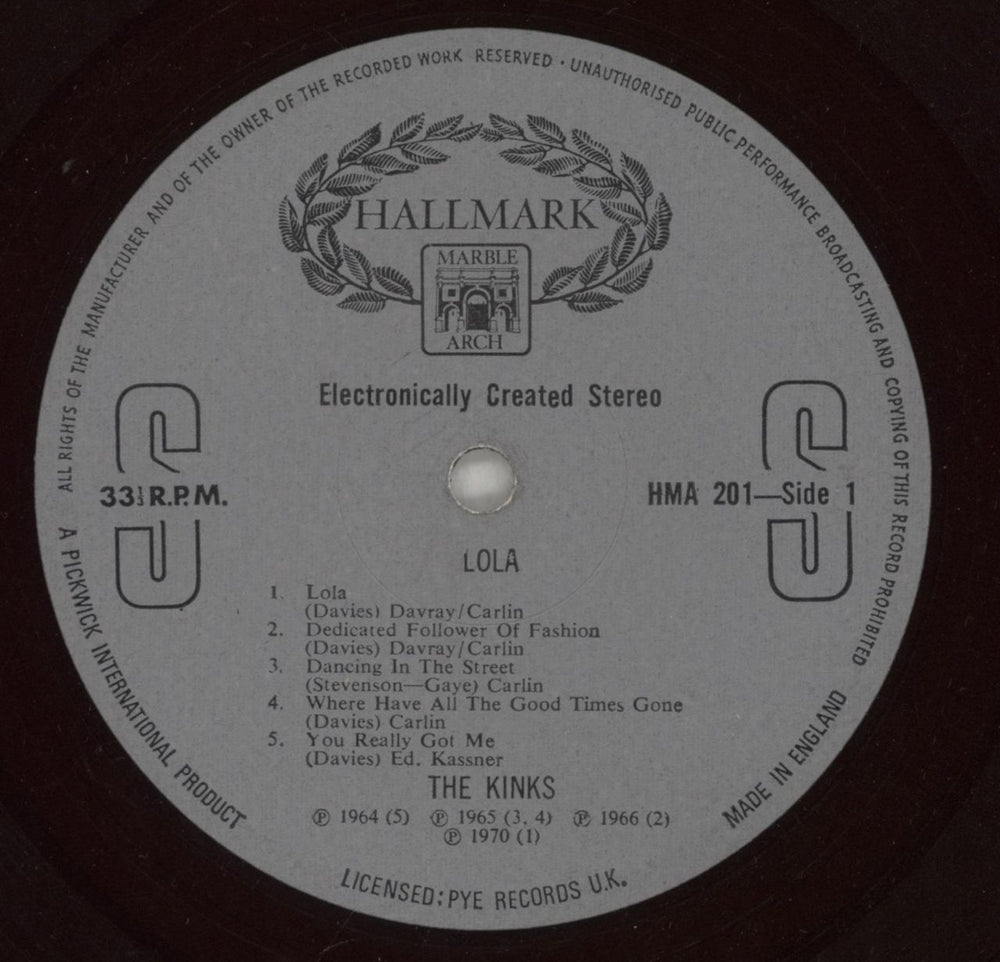 ALL RIGHTS OF THE MANUFACTURER AND OF THE OWNER OF THE RECORDED WORK RESERVED · UNAUTHORISED PUBLIC PERFORMANCE BROADCASTING AND COPYING OF THIS RECORD PROHIBITED
HALLMARK
MARBLE
ARCH
Electronically Created Stereo
33⅓ R.P.M.
HMA 201—Side 1
LOLA
1. Lola
(Davies) Davray/Carlin
2. Dedicated Follower Of Fashion
(Davies) Davray/Carlin
3. Dancing In The Street
(Stevenson—Gaye) Carlin
4. Where Have All The Good Times Gone
(Davies) Carlin
5. You Really Got Me
(Davies) Ed. Kassner
THE KINKS
℗ 1964 (5) ℗ 1965 (3, 4) ℗ 1966 (2)
℗ 1970 (1)
A PICKWICK INTERNATIONAL PRODUCT
LICENSED: PYE RECORDS U.K.
MADE IN ENGLAND